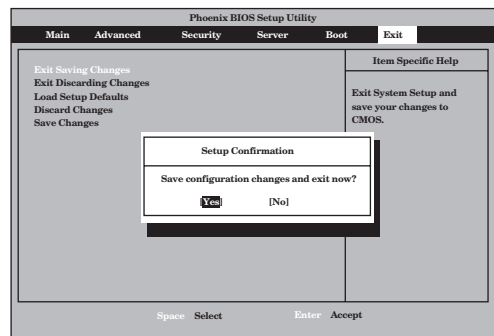 Phoenix BIOS Setup Utility
Main Advanced Security Server Boot Exit
Exit Saving Changes
Exit Discarding Changes
Load Setup Defaults
Discard Changes
Save Changes
Item Specific Help
Exit System Setup and
save your changes to
CMOS.
Setup Confirmation
Save configuration changes and exit now?
[Yes] [No]
Space Select Enter Accept